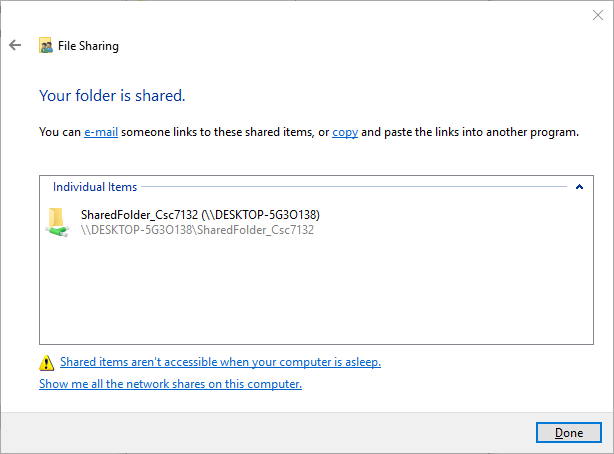 File Sharing
Your folder is shared.
You can e-mail someone links to these shared items, or copy and paste the links into another program.
Individual Items
SharedFolder_Csc7132 (\\DESKTOP-5G3O138)
\\DESKTOP-5G3O138\SharedFolder_Csc7132
Shared items aren't accessible when your computer is asleep.
Show me all the network shares on this computer.
Done